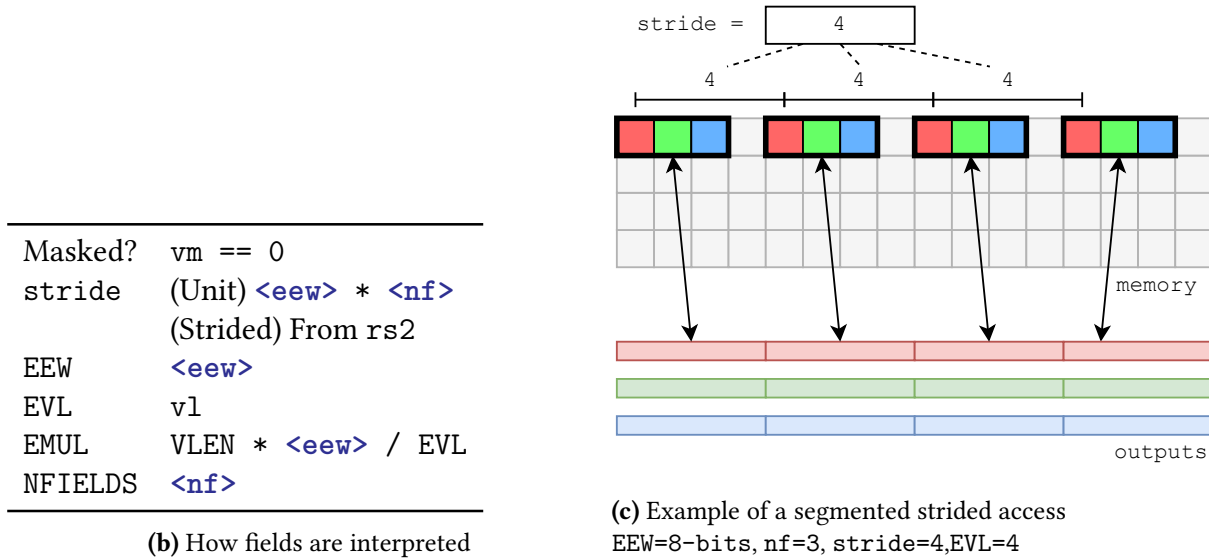 Masked? vm == 0
stride (Unit) <eew> * <nf>
(Strided) From rs2
EEW <eew>
EVL vl
EMUL VLEN * <eew> / EVL
NFIELDS <nf>
(b) How fields are interpreted
stride = 4
4 4 4
memory
outputs
(c) Example of a segmented strided access
EEW=8-bits, nf=3, stride=4,EVL=4